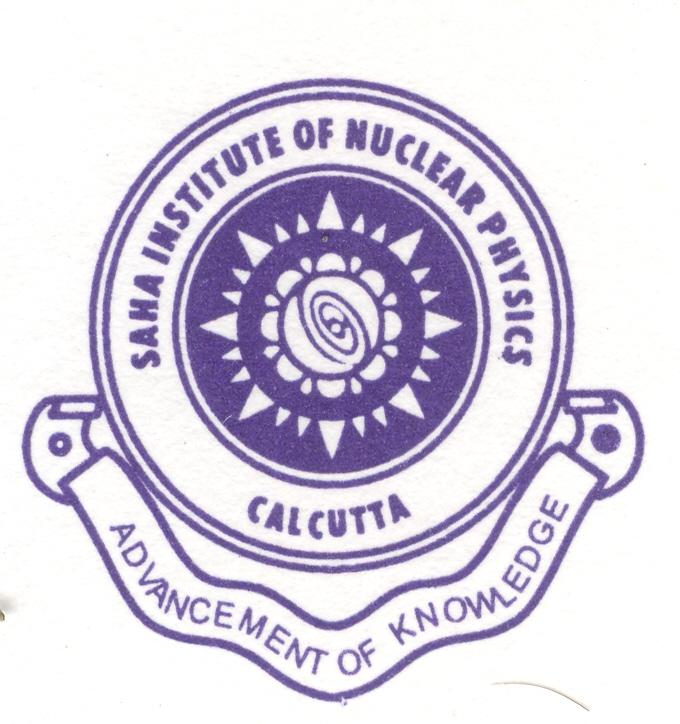 SAHA INSTITUTE OF NUCLEAR PHYSICS
CALCUTTA
ADVANCEMENT OF KNOWLEDGE